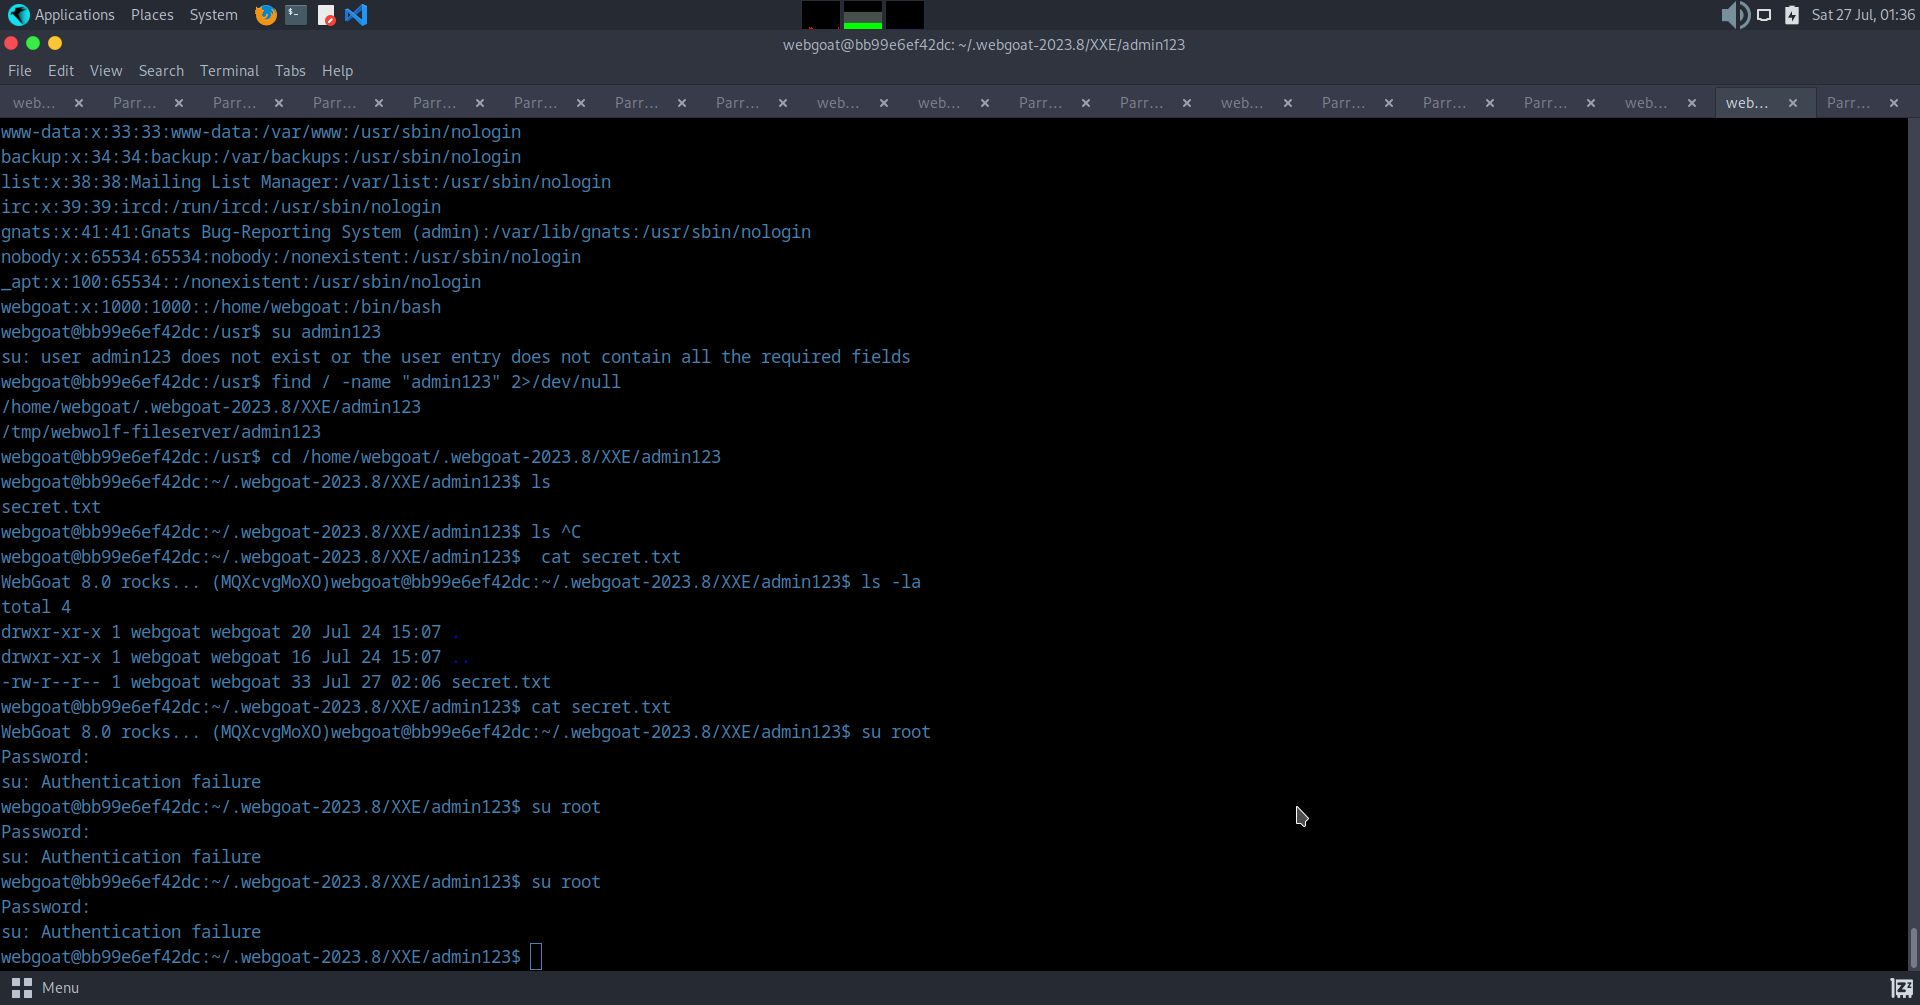 Applications Places System Sat 27 Jul, 01:36
webgoat@bb99e6ef42dc: ~/.webgoat-2023.8/XXE/admin123
File Edit View Search Terminal Tabs Help
web... × Parr... × Parr... × Parr... × Parr... × Parr... × Parr... × Parr... × web... × web... × Parr... × Parr... × web... × Parr... × Parr... × Parr... × web... × web... × Parr... ×
www-data:x:33:33:www-data:/var/www:/usr/sbin/nologin
backup:x:34:34:backup:/var/backups:/usr/sbin/nologin
list:x:38:38:Mailing List Manager:/var/list:/usr/sbin/nologin
irc:x:39:39:ircd:/run/ircd:/usr/sbin/nologin
gnats:x:41:41:Gnats Bug-Reporting System (admin):/var/lib/gnats:/usr/sbin/nologin
nobody:x:65534:65534:nobody:/nonexistent:/usr/sbin/nologin
_apt:x:100:65534::/nonexistent:/usr/sbin/nologin
webgoat:x:1000:1000::/home/webgoat:/bin/bash
webgoat@bb99e6ef42dc:/usr$ su admin123
su: user admin123 does not exist or the user entry does not contain all the required fields
webgoat@bb99e6ef42dc:/usr$ find / -name "admin123" 2>/dev/null
/home/webgoat/.webgoat-2023.8/XXE/admin123
/tmp/webwolf-fileserver/admin123
webgoat@bb99e6ef42dc:/usr$ cd /home/webgoat/.webgoat-2023.8/XXE/admin123
webgoat@bb99e6ef42dc:~/.webgoat-2023.8/XXE/admin123$ ls
secret.txt
webgoat@bb99e6ef42dc:~/.webgoat-2023.8/XXE/admin123$ ls ^C
webgoat@bb99e6ef42dc:~/.webgoat-2023.8/XXE/admin123$  cat secret.txt
WebGoat 8.0 rocks... (MQXcvgMoXO)webgoat@bb99e6ef42dc:~/.webgoat-2023.8/XXE/admin123$ ls -la
total 4
drwxr-xr-x 1 webgoat webgoat 20 Jul 24 15:07 .
drwxr-xr-x 1 webgoat webgoat 16 Jul 24 15:07 ..
-rw-r--r-- 1 webgoat webgoat 33 Jul 27 02:06 secret.txt
webgoat@bb99e6ef42dc:~/.webgoat-2023.8/XXE/admin123$ cat secret.txt
WebGoat 8.0 rocks... (MQXcvgMoXO)webgoat@bb99e6ef42dc:~/.webgoat-2023.8/XXE/admin123$ su root
Password:
su: Authentication failure
webgoat@bb99e6ef42dc:~/.webgoat-2023.8/XXE/admin123$ su root
Password:
su: Authentication failure
webgoat@bb99e6ef42dc:~/.webgoat-2023.8/XXE/admin123$ su root
Password:
su: Authentication failure
webgoat@bb99e6ef42dc:~/.webgoat-2023.8/XXE/admin123$
Menu